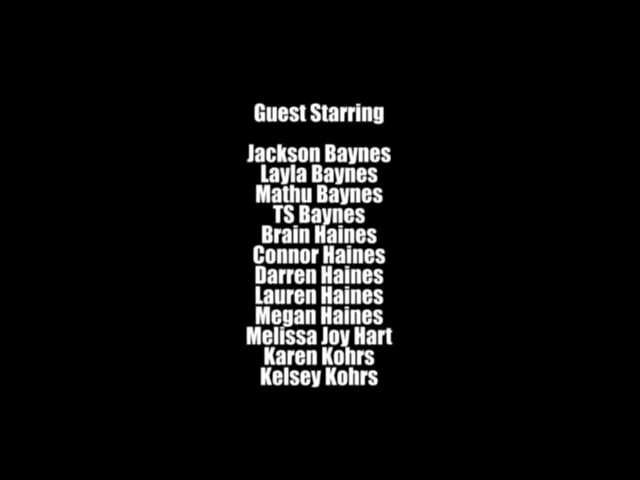 Guest Starring
Jackson Baynes
Layla Baynes
Mathu Baynes
TS Baynes
Brain Haines
Connor Haines
Darren Haines
Lauren Haines
Megan Haines
Melissa Joy Hart
Karen Kohrs
Kelsey Kohrs